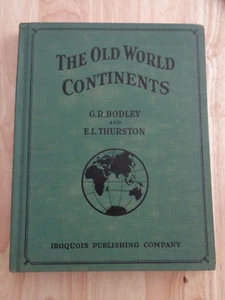 THE OLD WORLD
CONTINENTS
G.R.BODLEY
AND
E.L.THURSTON
IROQUOIS PUBLISHING COMPANY